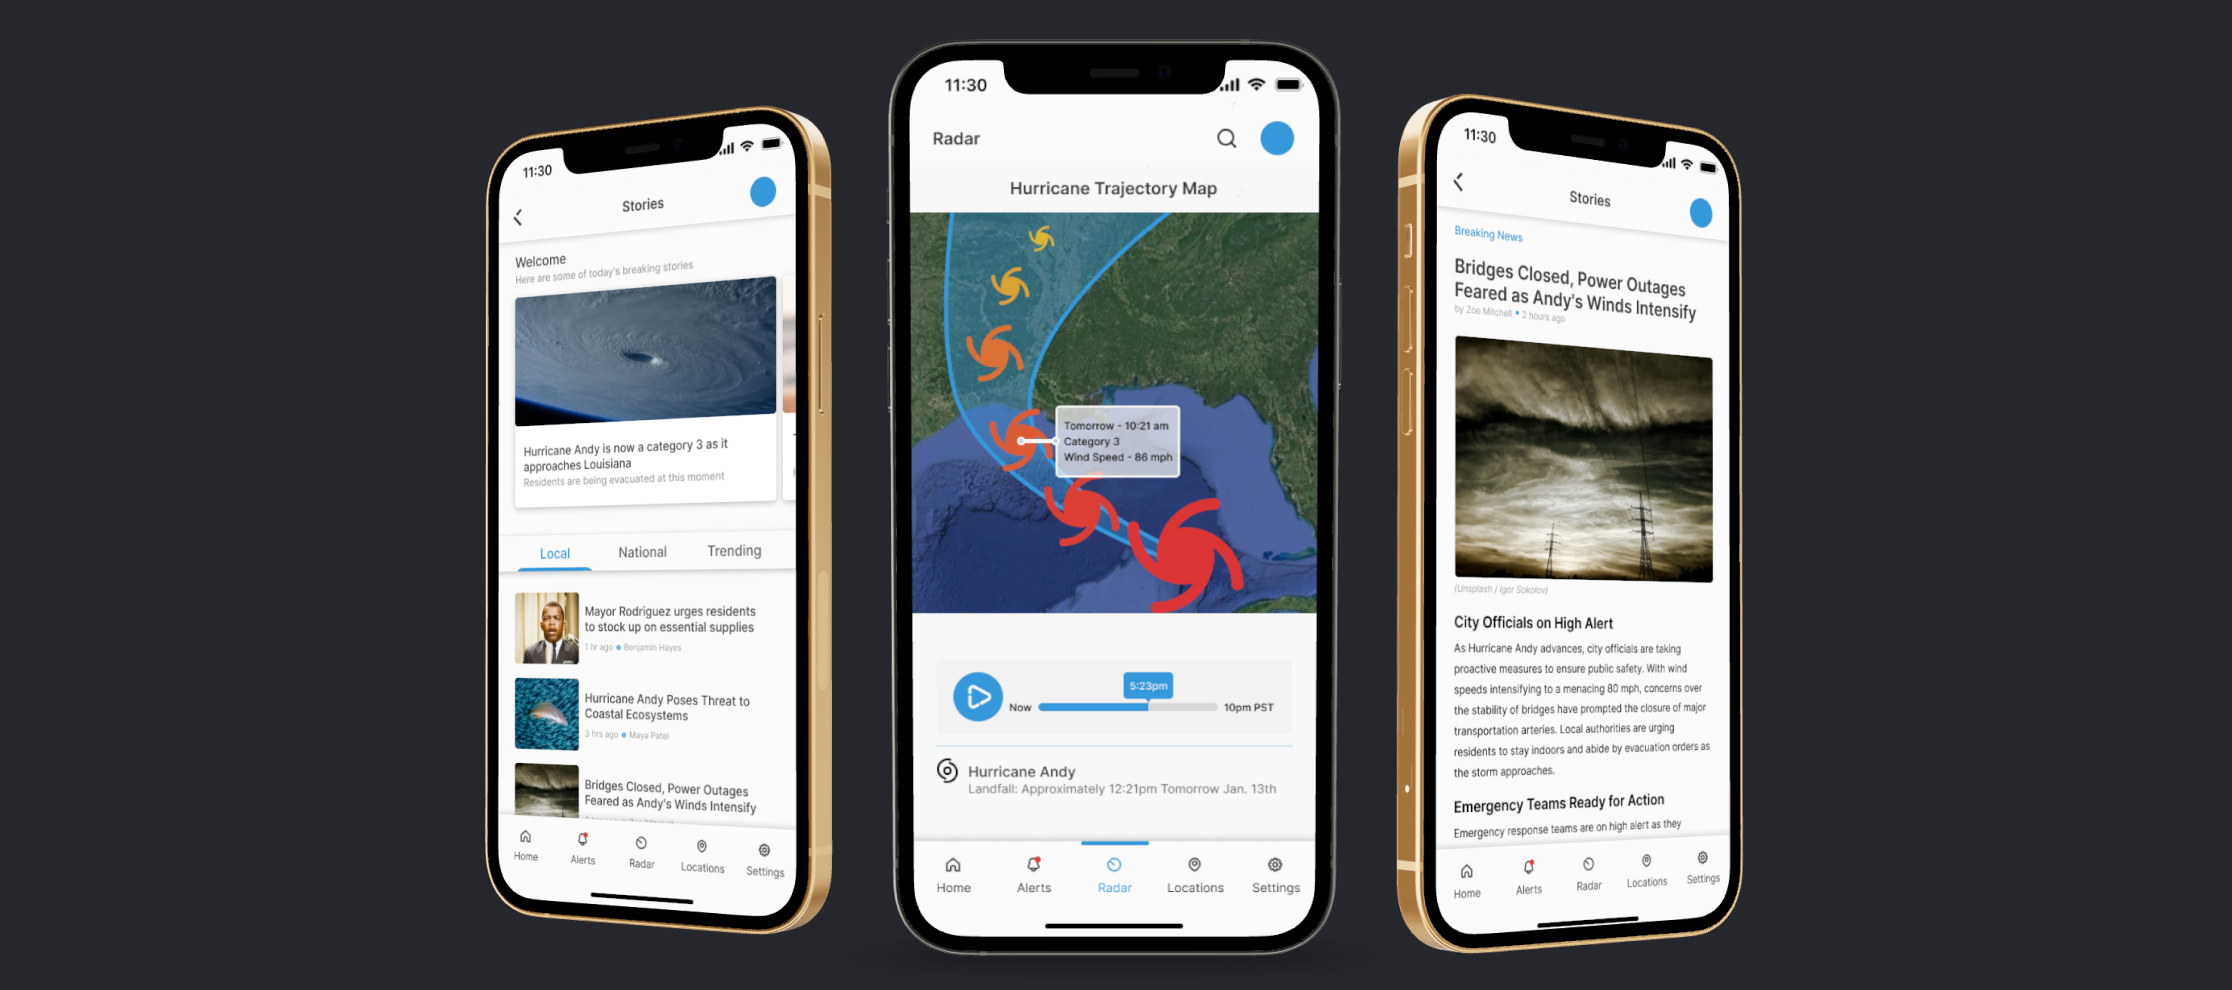 11:30
Stories
Welcome
Here are some of today's breaking stories
Hurricane Andy is now a category 3 as it
approaches Louisiana
Residents are being evacuated at this moment
Local
National
Trending
Mayor Rodriguez urges residents
to stock up on essential supplies
1 hr ago • Benjamin Hayes
Hurricane Andy Poses Threat to
Coastal Ecosystems
3 hrs ago • Maya Patel
Bridges Closed, Power Outages
Feared as Andy's Winds Intensify
Home
Alerts
Radar
Locations
Settings
11:30
Radar
Hurricane Trajectory Map
Tomorrow - 10:21 am
Category 3
Wind Speed - 86 mph
5:23pm
Now
10pm PST
Hurricane Andy
Landfall: Approximately 12:21pm Tomorrow Jan. 13th
Home
Alerts
Radar
Locations
Settings
11:30
Stories
Breaking News
Bridges Closed, Power Outages
Feared as Andy's Winds Intensify
by Zoe Mitchell • 2 hours ago
(Unsplash / Igor Sokolov)
City Officials on High Alert
As Hurricane Andy advances, city officials are taking
proactive measures to ensure public safety. With wind
speeds intensifying to a menacing 80 mph, concerns over
the stability of bridges have prompted the closure of major
transportation arteries. Local authorities are urging
residents to stay indoors and abide by evacuation orders as
the storm approaches.
Emergency Teams Ready for Action
Emergency response teams are on high alert as they
Home
Alerts
Radar
Locations
Settings